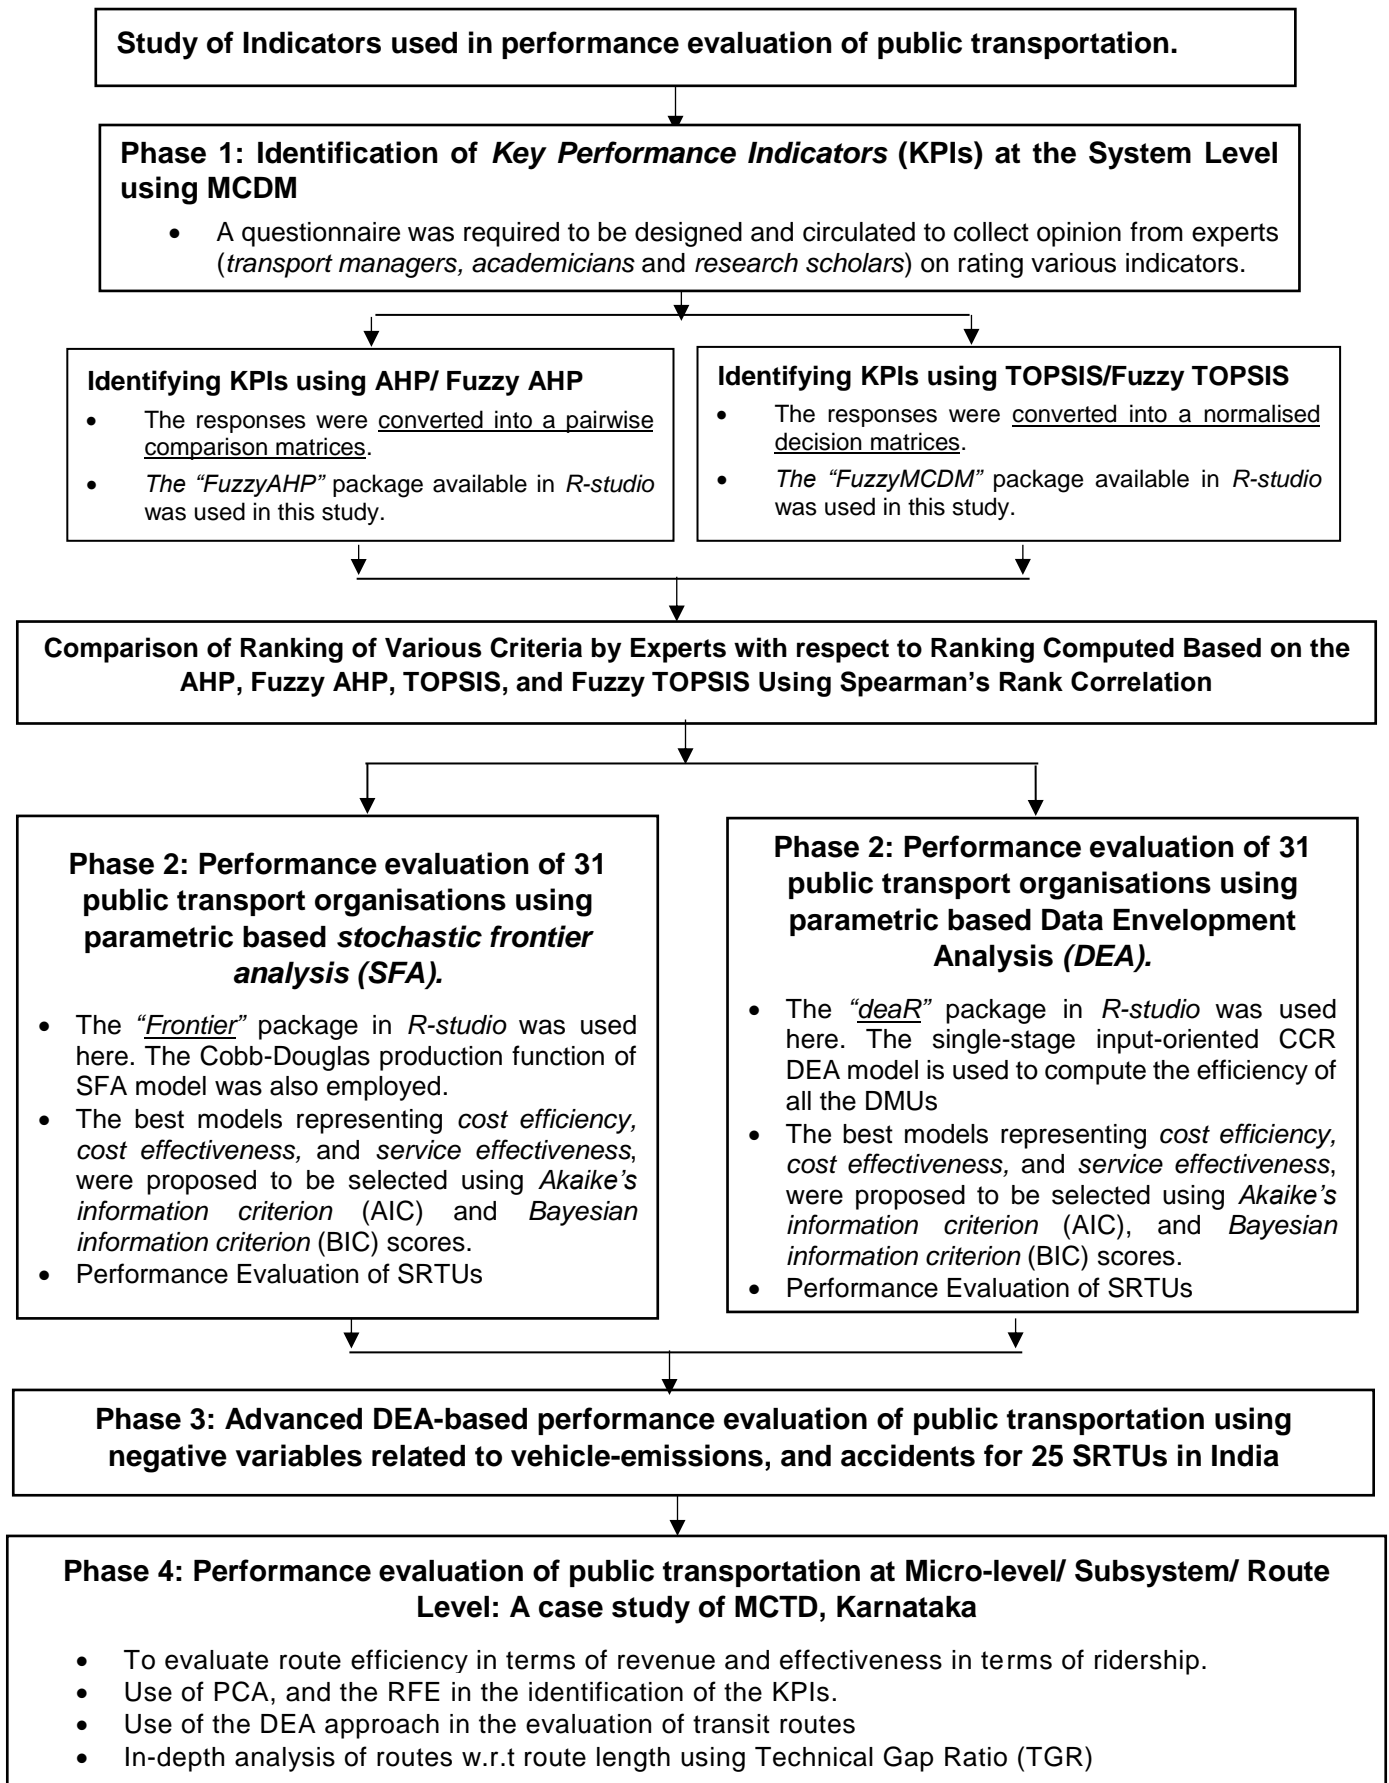 Study of Indicators used in performance evaluation of public transportation.
Phase 1: Identification of Key Performance Indicators (KPIs) at the System Level
using MCDM
• A questionnaire was required to be designed and circulated to collect opinion from experts
(transport managers, academicians and research scholars) on rating various indicators.
Identifying KPIs using AHP/ Fuzzy AHP
• The responses were converted into a pairwise
comparison matrices.
• The “FuzzyAHP” package available in R-studio
was used in this study.
Identifying KPIs using TOPSIS/Fuzzy TOPSIS
• The responses were converted into a normalised
decision matrices.
• The “FuzzyMCDM” package available in R-studio
was used in this study.
Comparison of Ranking of Various Criteria by Experts with respect to Ranking Computed Based on the
AHP, Fuzzy AHP, TOPSIS, and Fuzzy TOPSIS Using Spearman’s Rank Correlation
Phase 2: Performance evaluation of 31
public transport organisations using
parametric based stochastic frontier
analysis (SFA).
• The “Frontier” package in R-studio was used
here. The Cobb-Douglas production function of
SFA model was also employed.
• The best models representing cost efficiency,
cost effectiveness, and service effectiveness,
were proposed to be selected using Akaike’s
information criterion (AIC) and Bayesian
information criterion (BIC) scores.
• Performance Evaluation of SRTUs
Phase 2: Performance evaluation of 31
public transport organisations using
parametric based Data Envelopment
Analysis (DEA).
• The “deaR” package in R-studio was used
here. The single-stage input-oriented CCR
DEA model is used to compute the efficiency of
all the DMUs
• The best models representing cost efficiency,
cost effectiveness, and service effectiveness,
were proposed to be selected using Akaike’s
information criterion (AIC), and Bayesian
information criterion (BIC) scores.
• Performance Evaluation of SRTUs
Phase 3: Advanced DEA-based performance evaluation of public transportation using
negative variables related to vehicle-emissions, and accidents for 25 SRTUs in India
Phase 4: Performance evaluation of public transportation at Micro-level/ Subsystem/ Route
Level: A case study of MCTD, Karnataka
• To evaluate route efficiency in terms of revenue and effectiveness in terms of ridership.
• Use of PCA, and the RFE in the identification of the KPIs.
• Use of the DEA approach in the evaluation of transit routes
• In-depth analysis of routes w.r.t route length using Technical Gap Ratio (TGR)